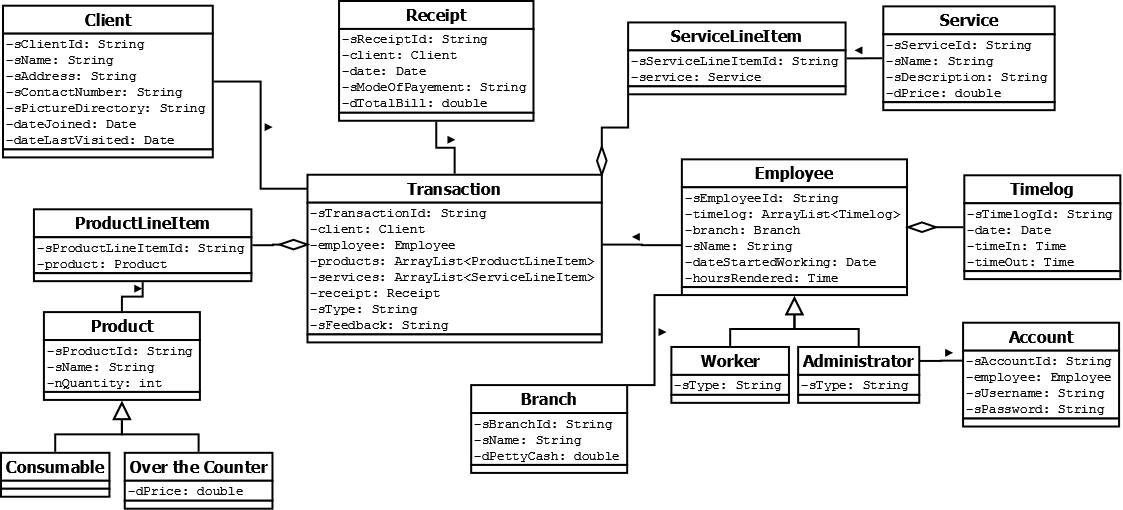 Client
-sClientId: String
-sName: String
-sAddress: String
-sContactNumber: String
-sPictureDirectory: String
-dateJoined: Date
-dateLastVisited: Date
Receipt
-sReceiptId: String
-client: Client
-date: Date
-sModeOfPayement: String
-dTotalBill: double
ServiceLineItem
-sServiceLineItemId: String
-service: Service
Service
-sServiceId: String
-sName: String
-sDescription: String
-dPrice: double
ProductLineItem
-sProductLineItemId: String
-product: Product
Transaction
-sTransactionId: String
-client: Client
-employee: Employee
-products: ArrayList<ProductLineItem>
-services: ArrayList<ServiceLineItem>
-receipt: Receipt
-sType: String
-sFeedback: String
Employee
-sEmployeeId: String
-timelog: ArrayList<Timelog>
-branch: Branch
-sName: String
-dateStartedWorking: Date
-hoursRendered: Time
Timelog
-sTimelogId: String
-date: Date
-timeIn: Time
-timeOut: Time
Product
-sProductId: String
-sName: String
-nQuantity: int
Worker
-sType: String
Administrator
-sType: String
Account
-sAccountId: String
-employee: Employee
-sUsername: String
-sPassword: String
Branch
-sBranchId: String
-sName: String
-dPettyCash: double
Consumable
Over the Counter
-dPrice: double